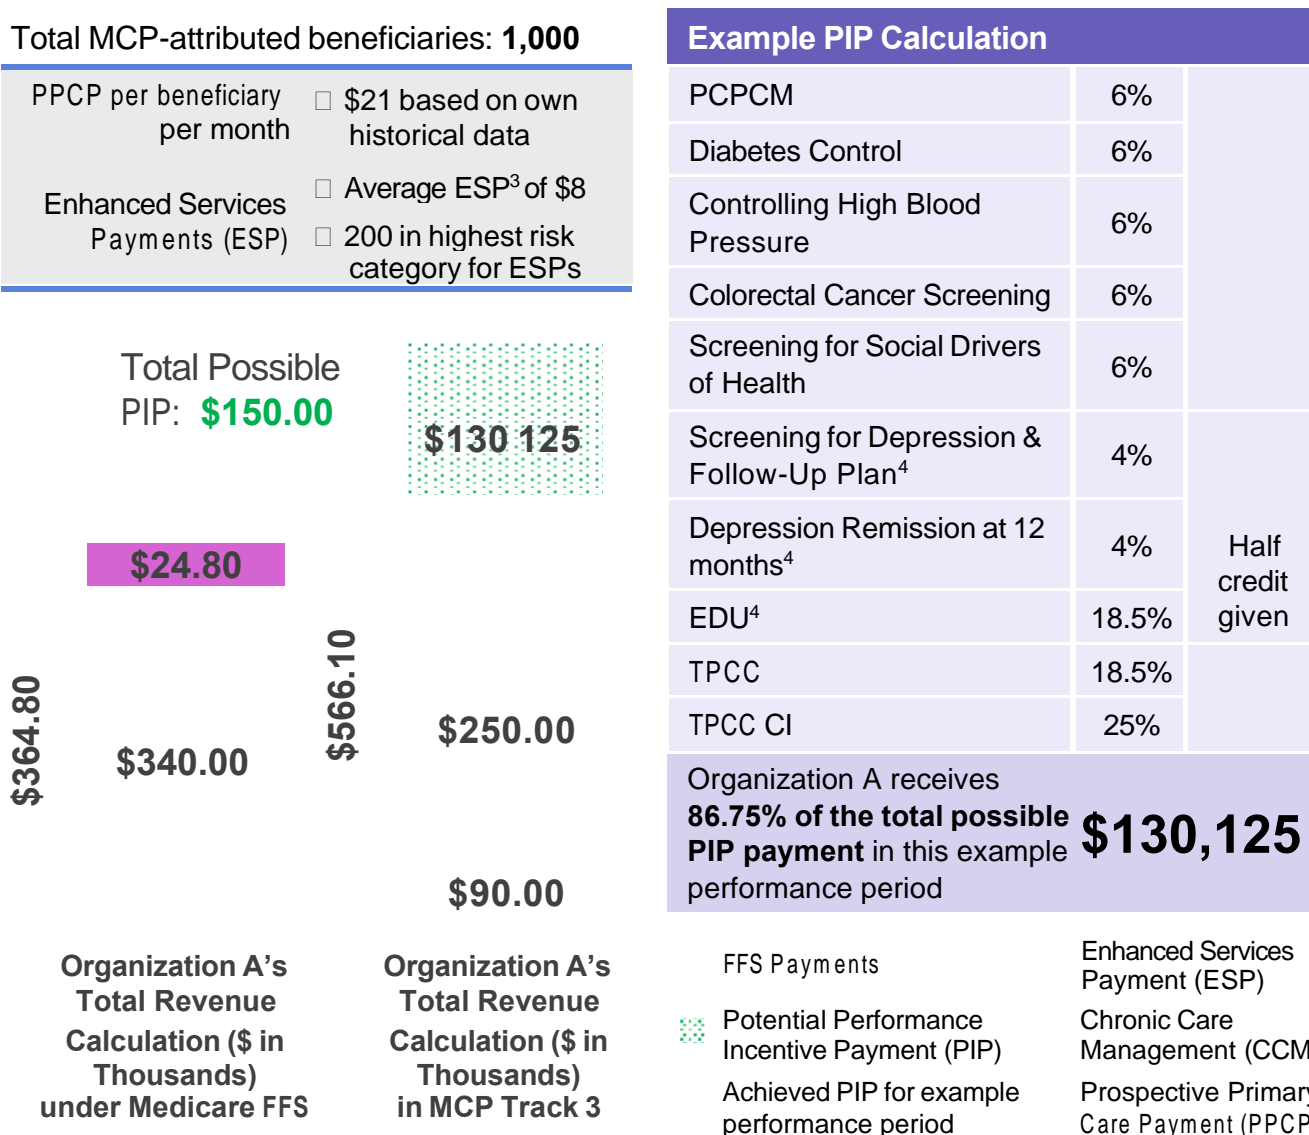 Total MCP-attributed beneficiaries: 1,000
PPCP per beneficiary
per month
$21 based on own
historical data
Enhanced Services
Payments (ESP)
Average ESP³ of $8
200 in highest risk
category for ESPs
Total Possible
PIP: $150.00
$130 125
$24.80
$364.80
$340.00
$566.10
$250.00
$90.00
Organization A's
Total Revenue
Calculation ($ in
Thousands)
under Medicare FFS
Organization A's
Total Revenue
Calculation ($ in
Thousands)
in MCP Track 3
Example PIP Calculation
PCPCM 6%
Diabetes Control 6%
Controlling High Blood
Pressure 6%
Colorectal Cancer Screening 6%
Screening for Social Drivers
of Health 6%
Screening for Depression &
Follow-Up Plan⁴ 4%
Depression Remission at 12
months⁴ 4%
EDU⁴ 18.5%
Half
credit
given
TPCC 18.5%
TPCC CI 25%
Organization A receives
86.75% of the total possible
PIP payment in this example
performance period
$130,125
FFS Payments
Potential Performance
Incentive Payment (PIP)
Achieved PIP for example
performance period
Enhanced Services
Payment (ESP)
Chronic Care
Management (CCM
Prospective Primary
Care Payment (PPCP